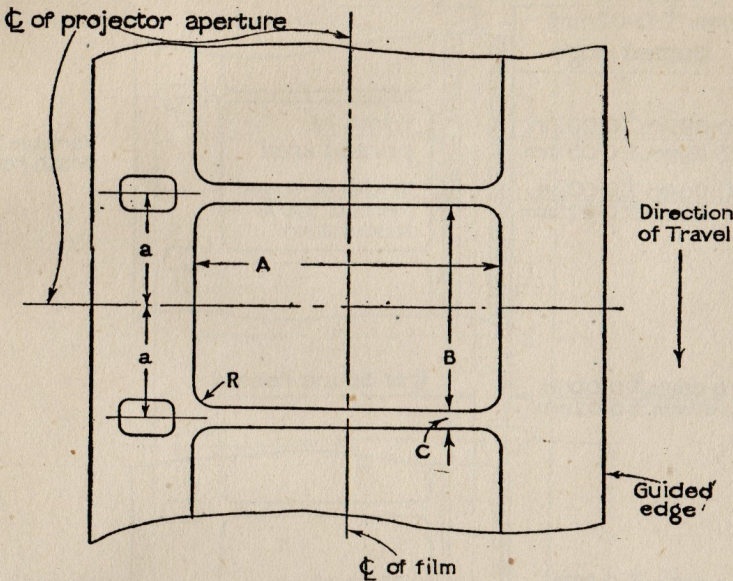 ℄ of projector aperture
Direction
of Travel
a
A
a
B
R
C
Guided
edge
℄ of film